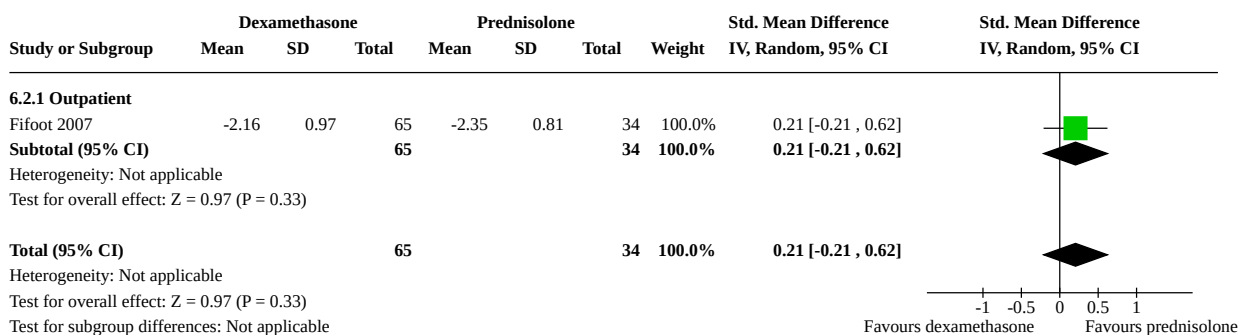 Dexamethasone Prednisolone Std. Mean Difference Std. Mean Difference
Study or Subgroup Mean SD Total Mean SD Total Weight IV, Random, 95% CI IV, Random, 95% CI
6.2.1 Outpatient
Fifoot 2007 -2.16 0.97 65 -2.35 0.81 34 100.0% 0.21 [-0.21 , 0.62]
Subtotal (95% CI) 65 34 100.0% 0.21 [-0.21 , 0.62]
Heterogeneity: Not applicable
Test for overall effect: Z = 0.97 (P = 0.33)
Total (95% CI) 65 34 100.0% 0.21 [-0.21 , 0.62]
Heterogeneity: Not applicable
Test for overall effect: Z = 0.97 (P = 0.33)
-1 -0.5 0 0.5 1
Test for subgroup differences: Not applicable Favours dexamethasone Favours prednisolone